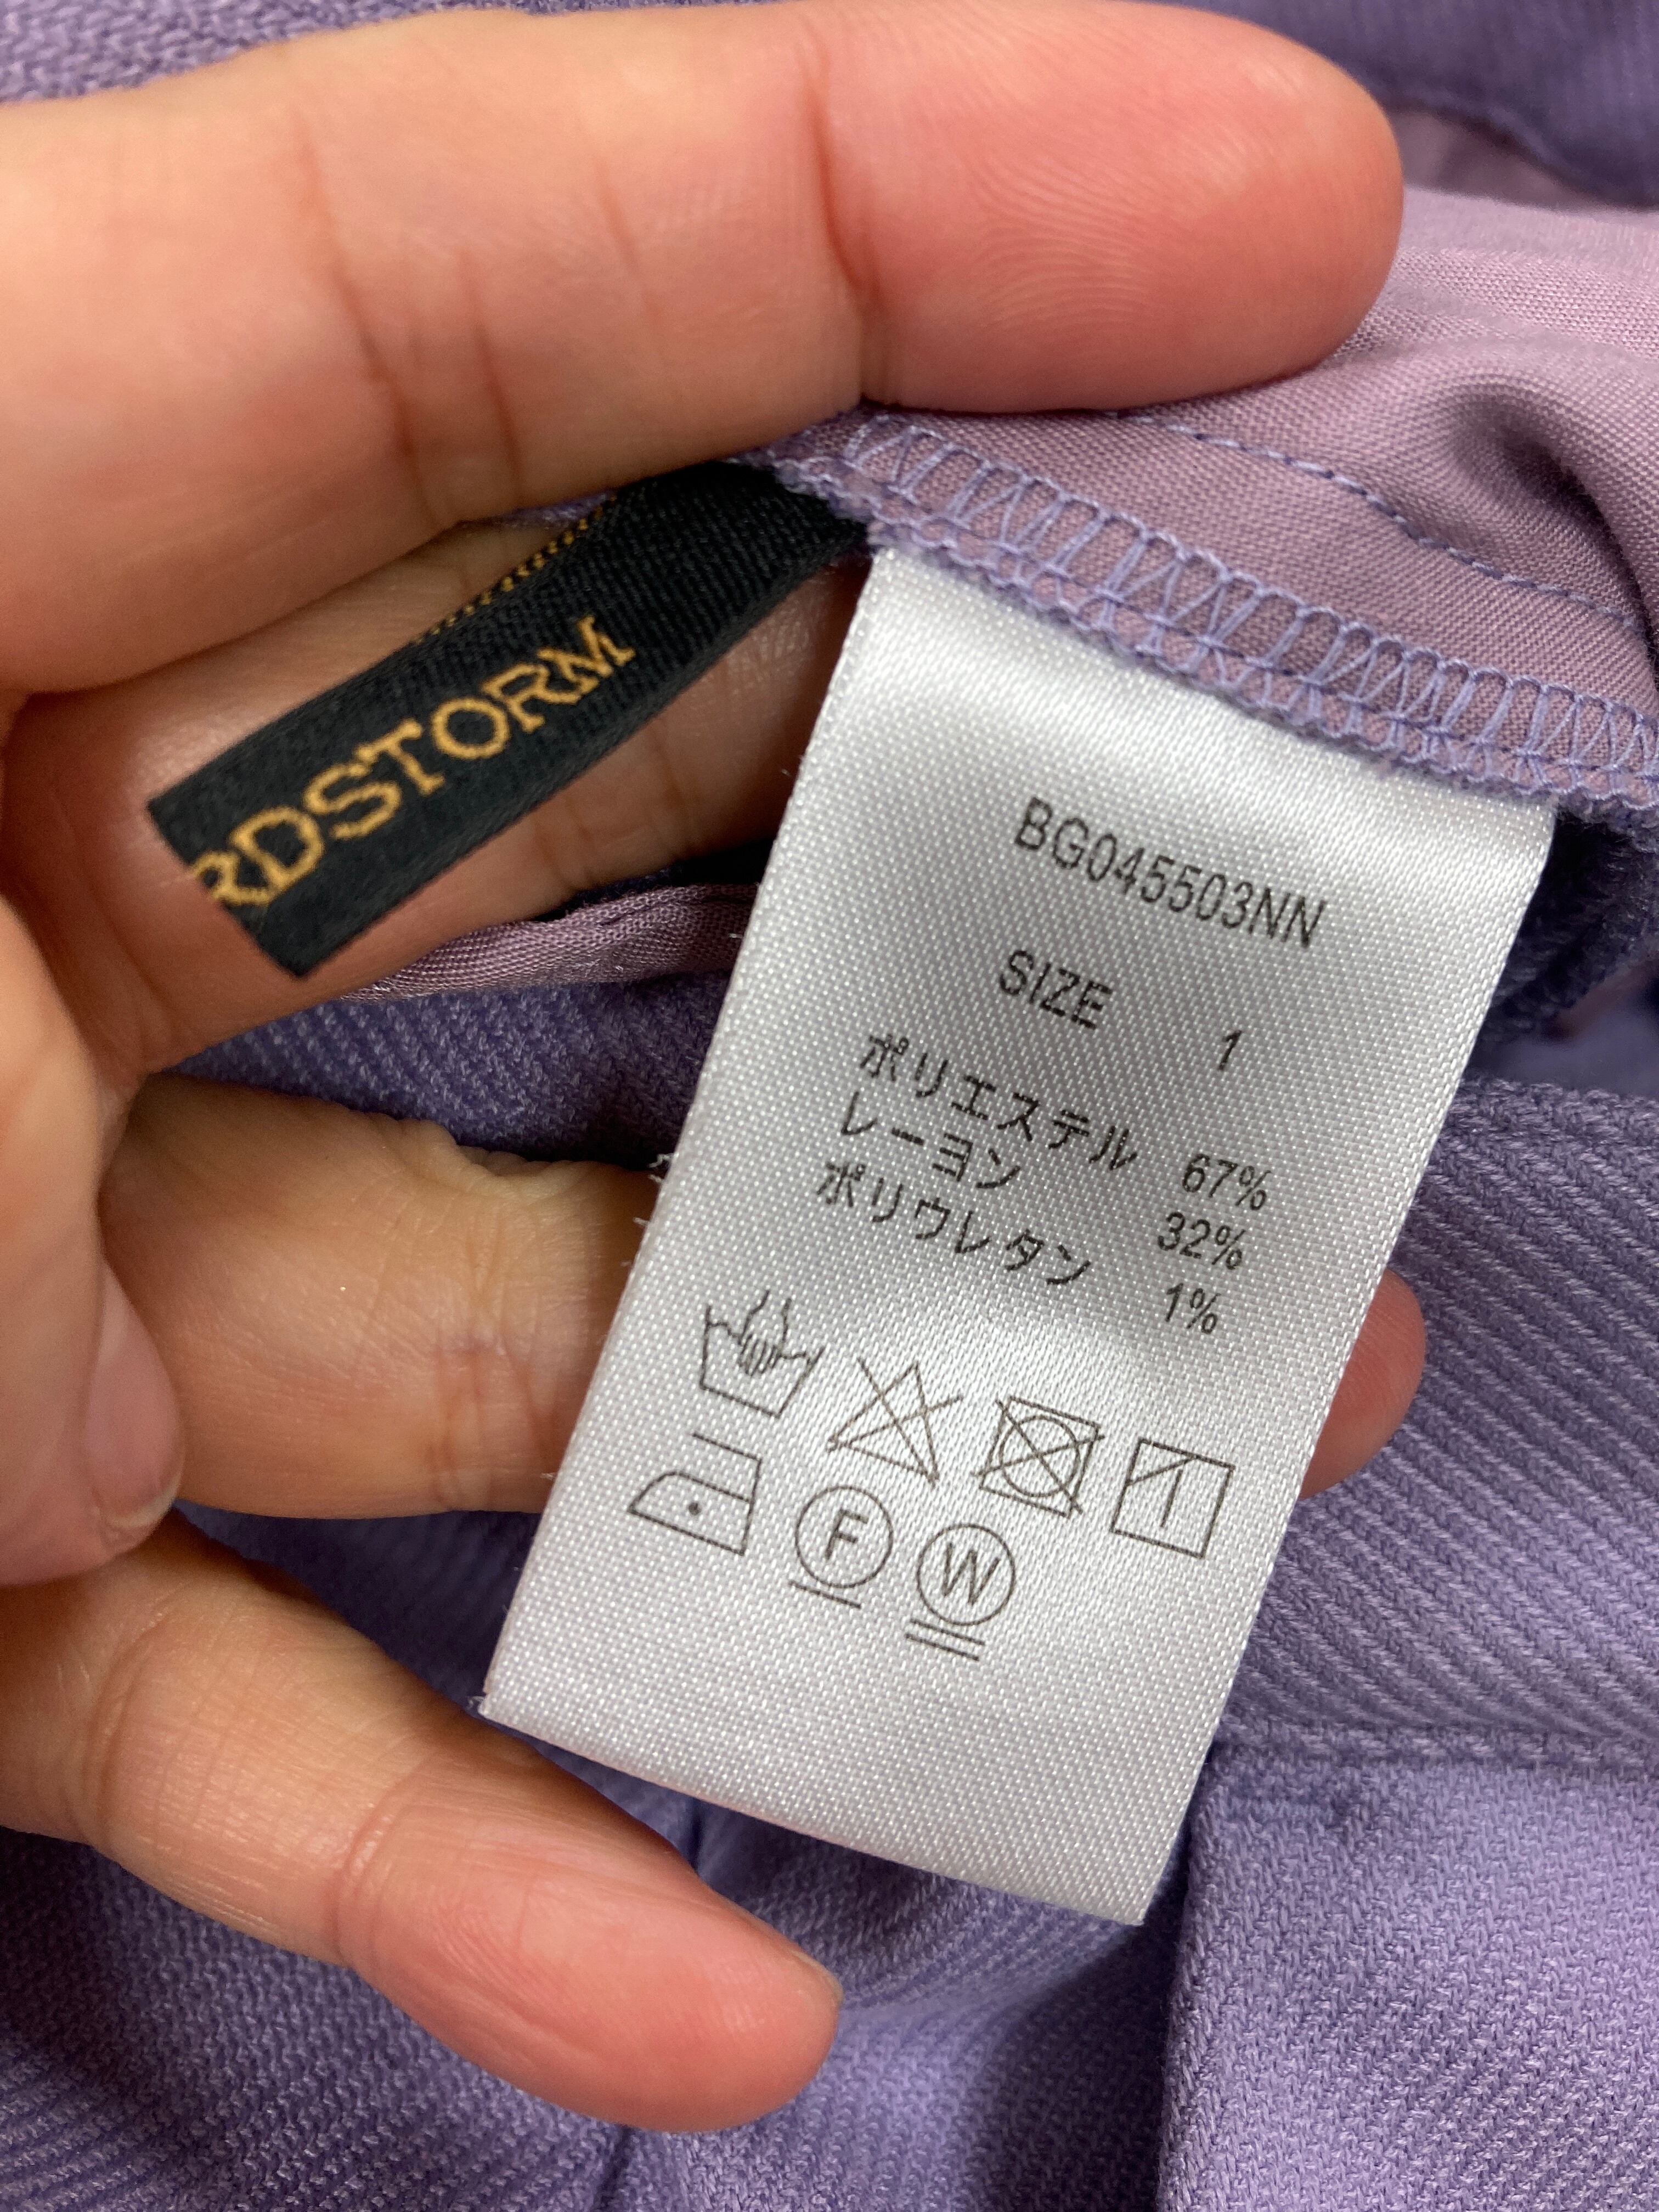 RDSTORM
BG045503NN
SIZE 1
ポリエステル 67%
レーヨン 32%
ポリウレタン 1%
F W